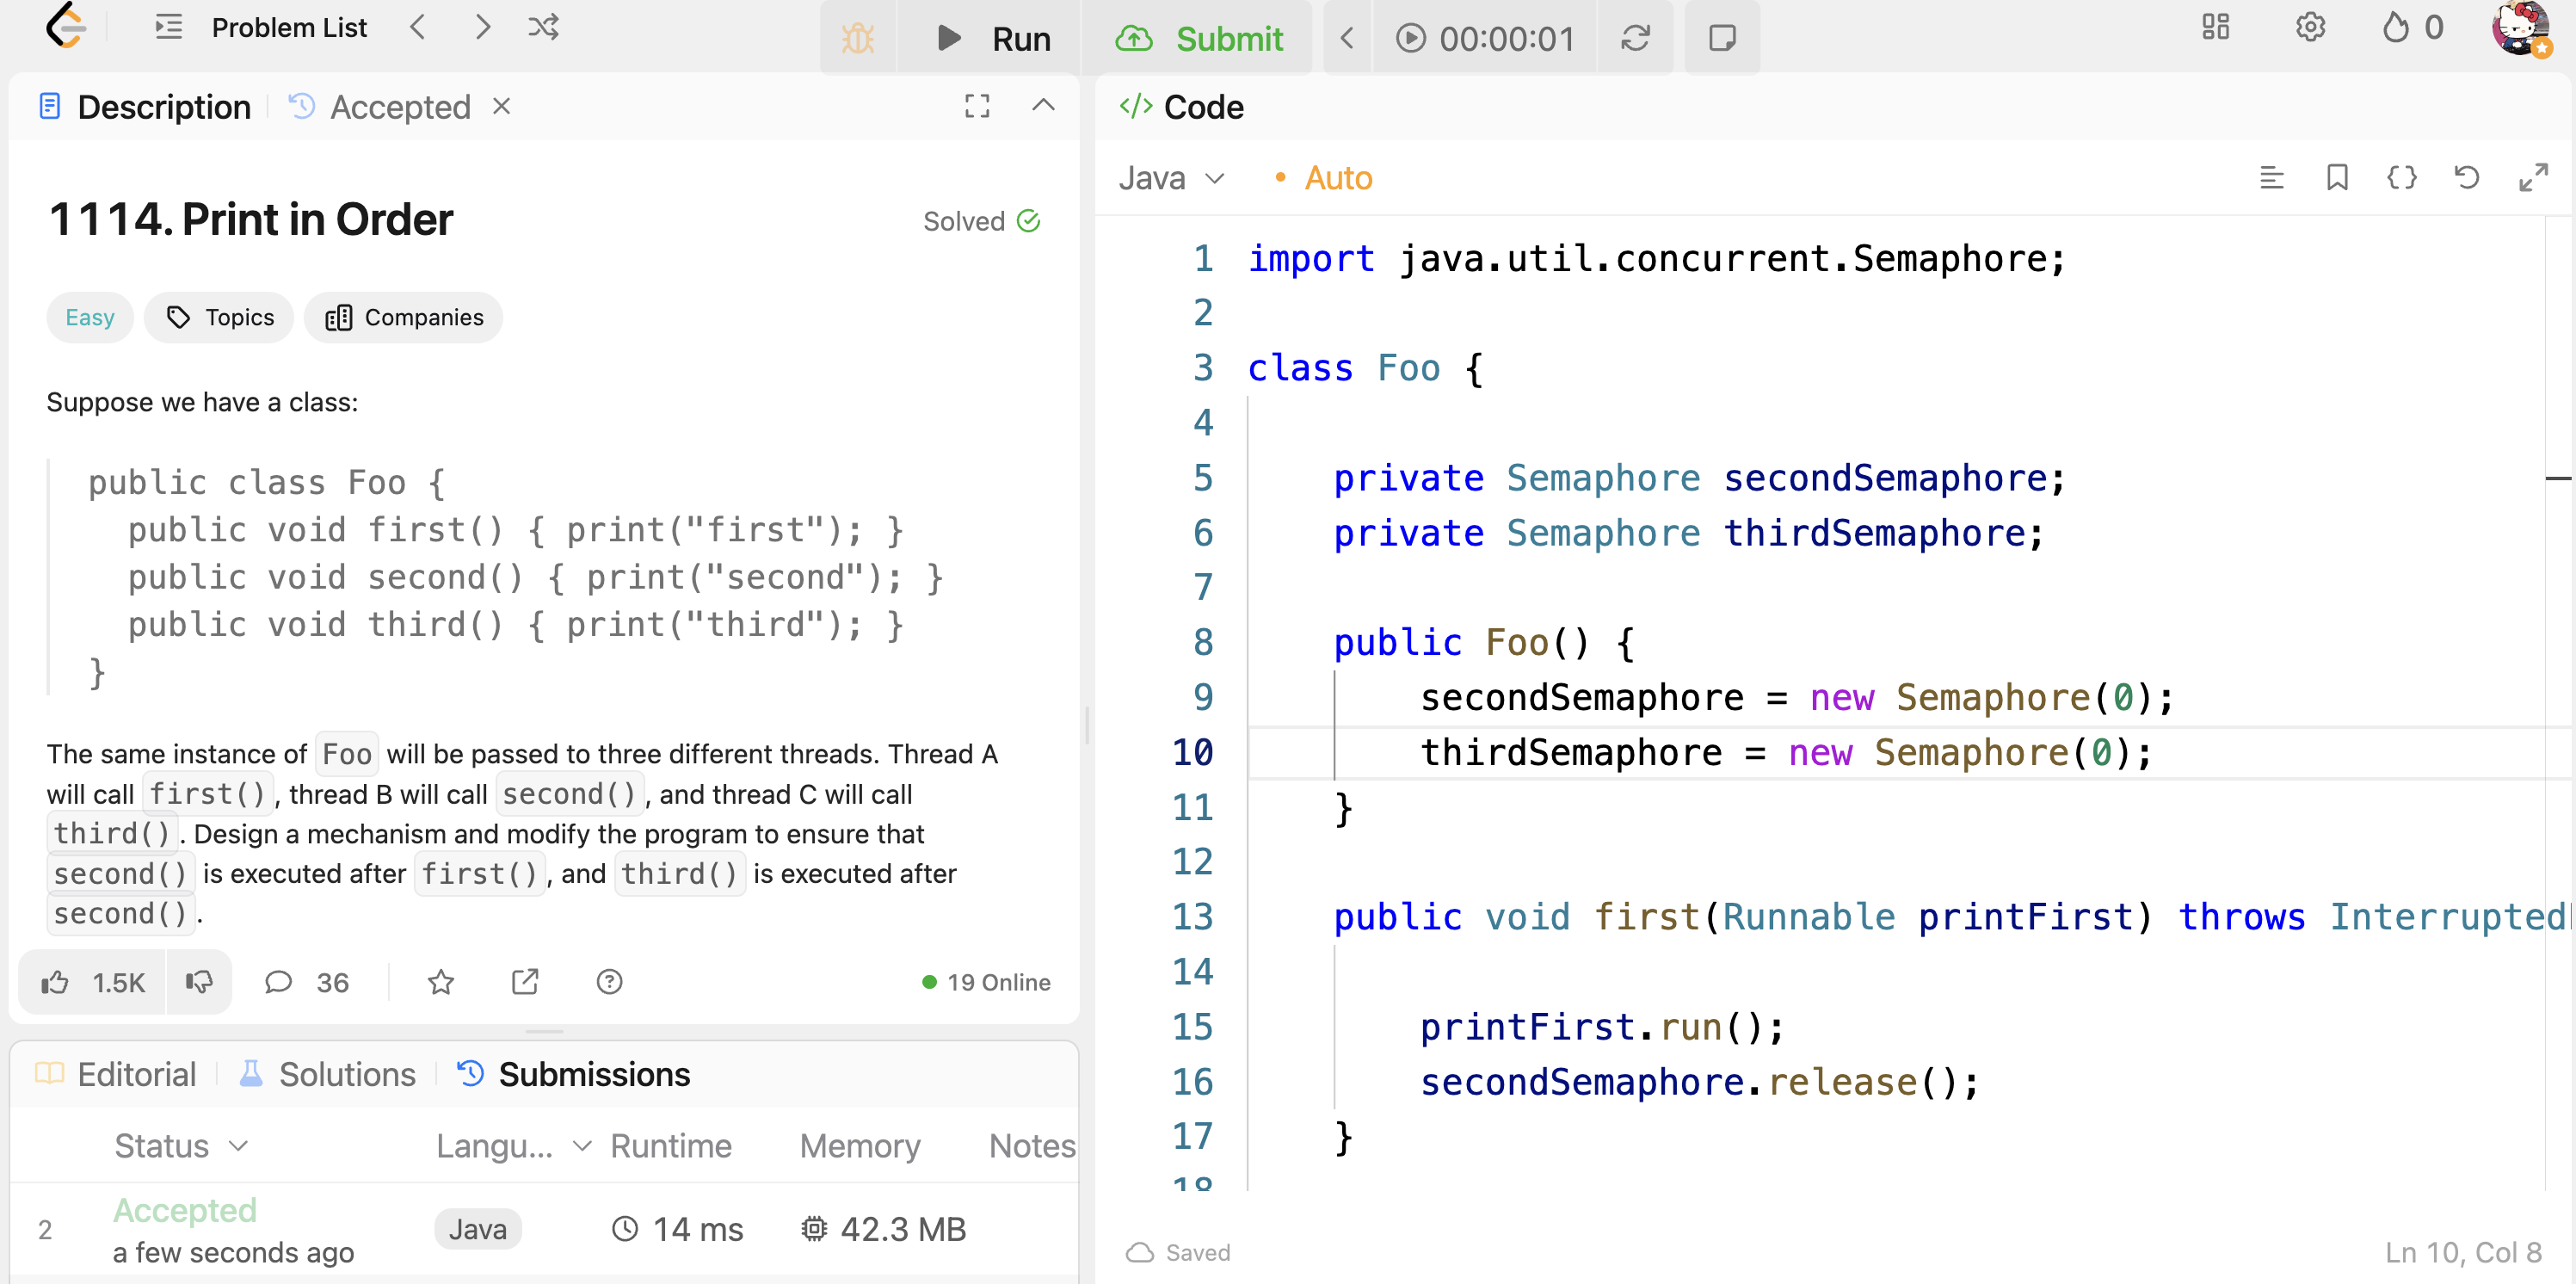 Problem List
Run
Submit
00:00:01
0
Description
Accepted
1114. Print in Order
Solved
Easy
Topics
Companies
Suppose we have a class:
public class Foo {
  public void first() { print("first"); }
  public void second() { print("second"); }
  public void third() { print("third"); }
}
The same instance of Foo will be passed to three different threads. Thread A
will call first(), thread B will call second(), and thread C will call
third(). Design a mechanism and modify the program to ensure that
second() is executed after first(), and third() is executed after
second().
1.5K
36
19 Online
Editorial
Solutions
Submissions
Status
Langu...
Runtime
Memory
Notes
2
Accepted
a few seconds ago
Java
14 ms
42.3 MB
Code
Java
Auto
1 import java.util.concurrent.Semaphore;
2
3 class Foo {
4
5     private Semaphore secondSemaphore;
6     private Semaphore thirdSemaphore;
7
8     public Foo() {
9         secondSemaphore = new Semaphore(0);
10         thirdSemaphore = new Semaphore(0);
11     }
12
13     public void first(Runnable printFirst) throws Interrupted
14
15         printFirst.run();
16         secondSemaphore.release();
17     }
18
Saved
Ln 10, Col 8